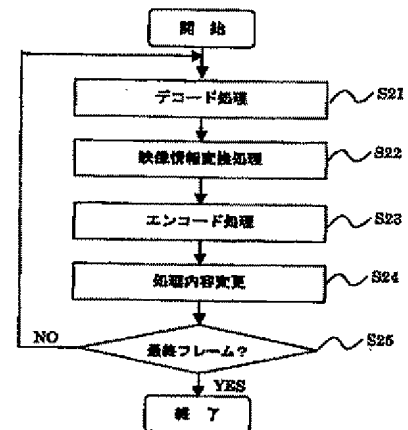 開 始
デコード処理
S21
映像情報変換処理
S22
エンコード処理
S23
処理内容変更
S24
最終フレーム？
S25
NO
YES
終 了